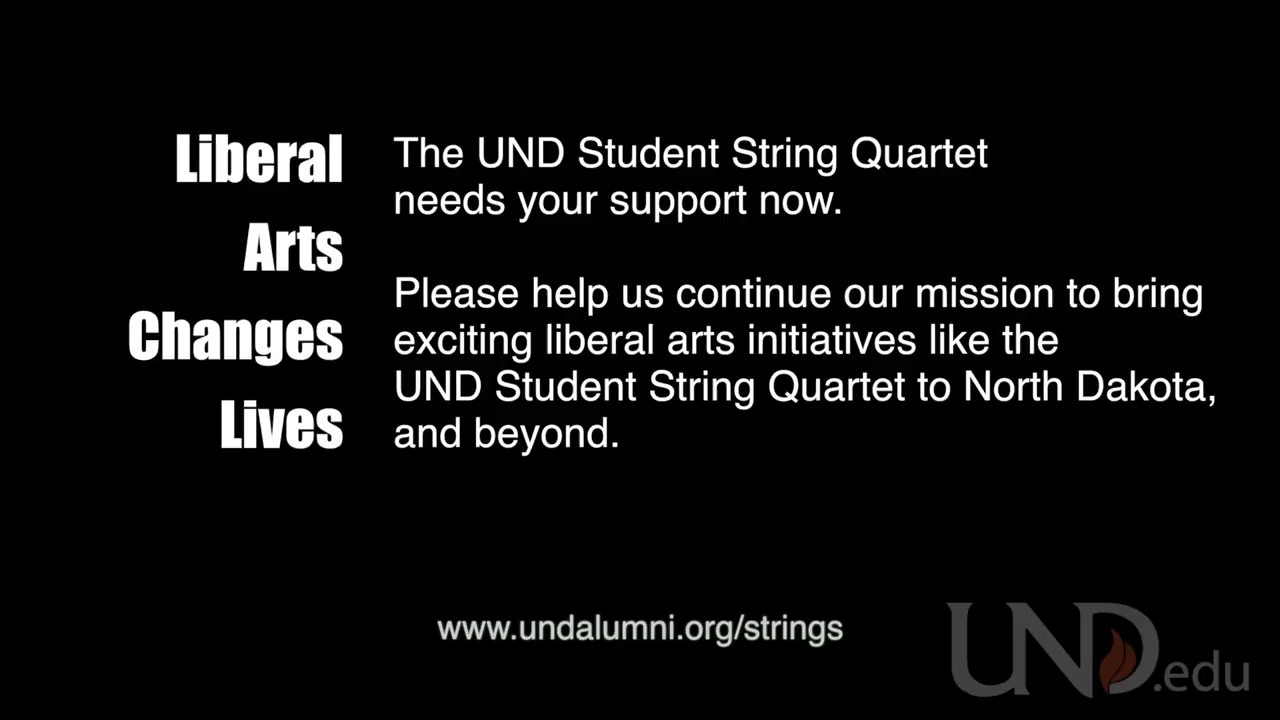 Liberal
Arts
Changes
Lives
The UND Student String Quartet
needs your support now.
Please help us continue our mission to bring
exciting liberal arts initiatives like the
UND Student String Quartet to North Dakota,
and beyond.
www.undalumni.org/strings
UND.edu